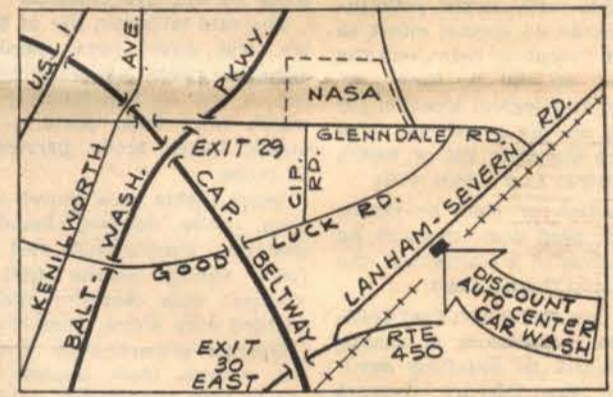 U.S. 1
KENILWORTH AVE.
BALT. WASH. PKWY.
NASA
GLENNDALE RD.
CIP. RD.
EXIT 29
CAP. BELTWAY
GOOD LUCK RD.
LANHAM-SEVERN RD.
EXIT
30
EAST
RTE
450
DISCOUNT
AUTO CENTER
CAR WASH